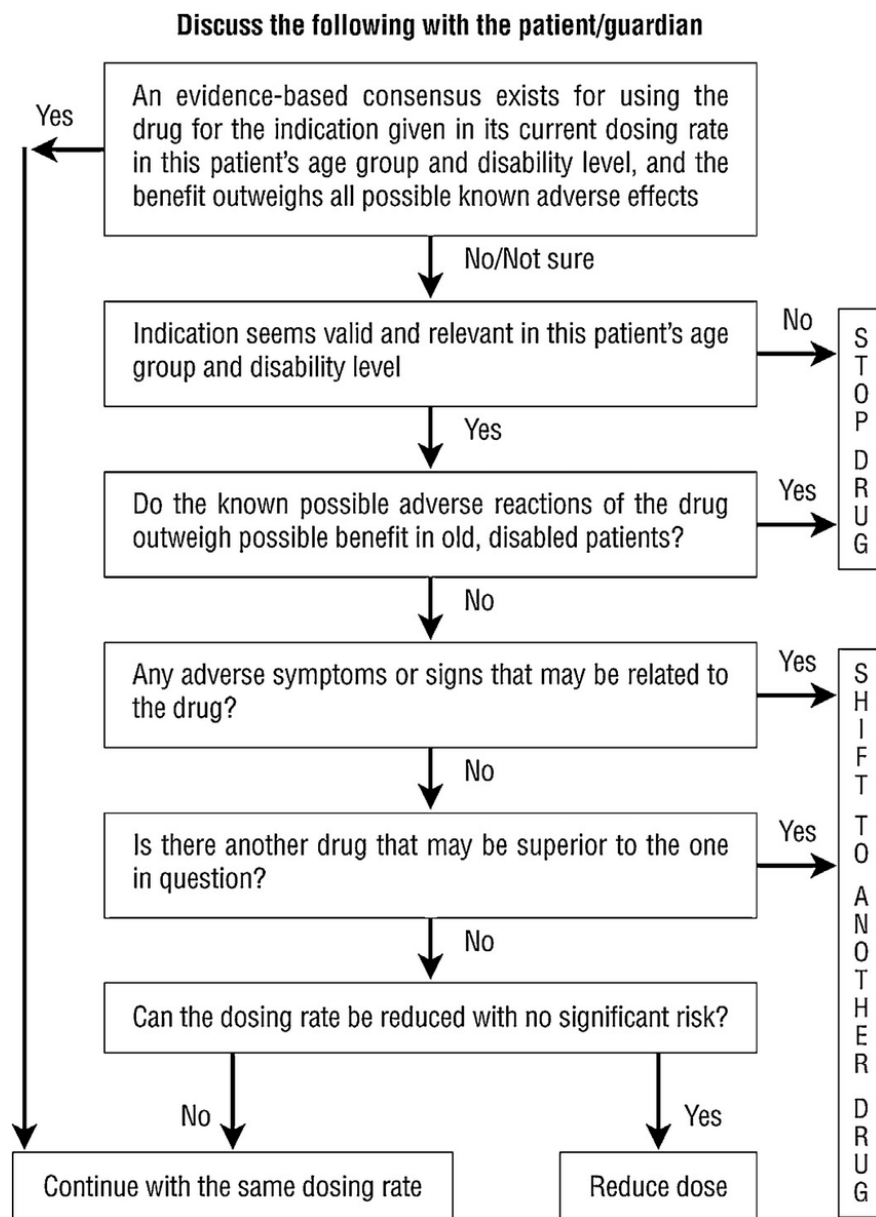 Discuss the following with the patient/guardian
Yes
An evidence-based consensus exists for using the
drug for the indication given in its current dosing rate
in this patient's age group and disability level, and the
benefit outweighs all possible known adverse effects
No/Not sure
Indication seems valid and relevant in this patient's age
group and disability level
No
STOP DRUG
Yes
Do the known possible adverse reactions of the drug
outweigh possible benefit in old, disabled patients?
Yes
No
Any adverse symptoms or signs that may be related to
the drug?
Yes
SHIFT TO ANOTHER DRUG
No
Is there another drug that may be superior to the one
in question?
Yes
No
Can the dosing rate be reduced with no significant risk?
No
Yes
Continue with the same dosing rate
Reduce dose